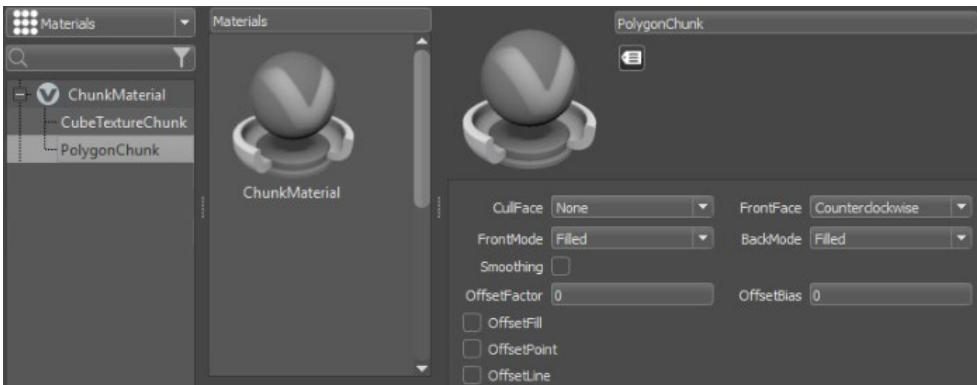 Materials
ChunkMaterial
CubeTextureChunk
PolygonChunk
Materials
ChunkMaterial
PolygonChunk
CullFace None FrontFace Counterclockwise
FrontMode Filled BackMode Filled
Smoothing
OffsetFactor 0 OffsetBias 0
OffsetFill
OffsetPoint
OffsetLine